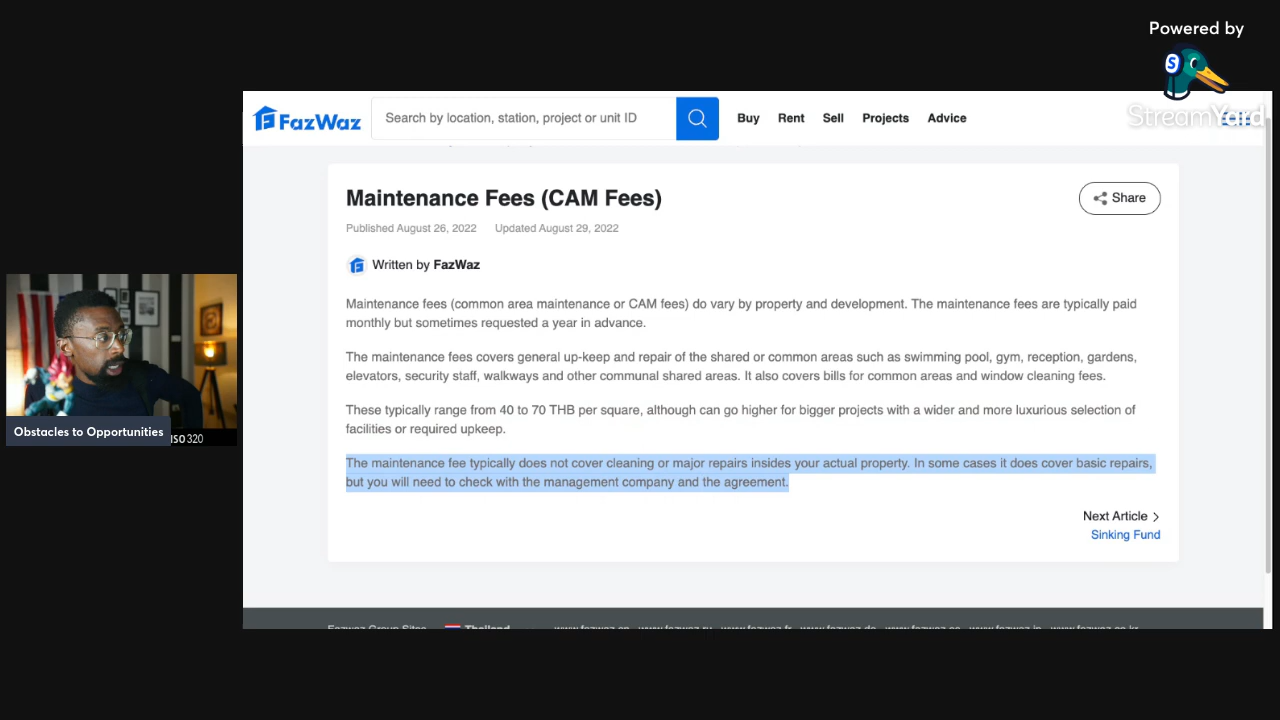 Powered by
S
StreamYard
FazWaz
Search by location, station, project or unit ID
Buy Rent Sell Projects Advice
Maintenance Fees (CAM Fees)
Share
Published August 26, 2022 Updated August 29, 2022
Written by FazWaz
Maintenance fees (common area maintenance or CAM fees) do vary by property and development. The maintenance fees are typically paid
monthly but sometimes requested a year in advance.
The maintenance fees covers general up-keep and repair of the shared or common areas such as swimming pool, gym, reception, gardens,
elevators, security staff, walkways and other communal shared areas. It also covers bills for common areas and window cleaning fees.
These typically range from 40 to 70 THB per square, although can go higher for bigger projects with a wider and more luxurious selection of
facilities or required upkeep.
The maintenance fee typically does not cover cleaning or major repairs insides your actual property. In some cases it does cover basic repairs,
but you will need to check with the management company and the agreement.
Next Article
Sinking Fund
Obstacles to Opportunities
ISO 320
Fazwaz Group Sites Thailand